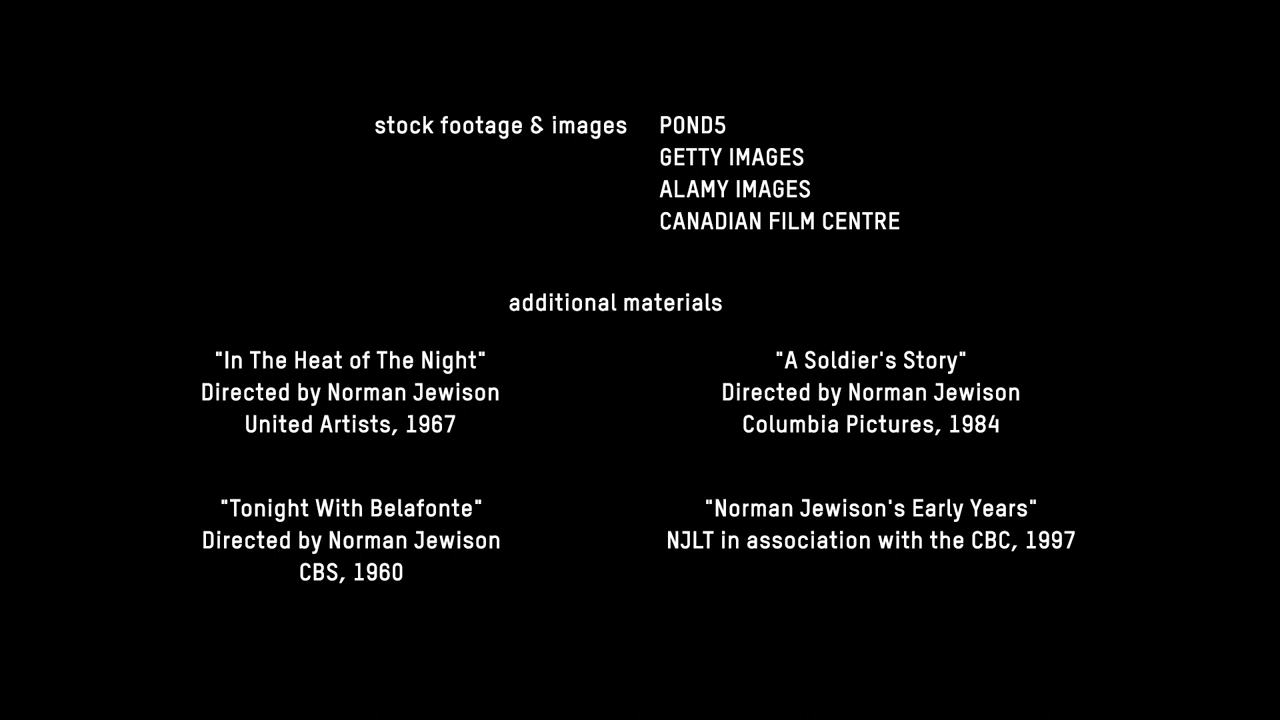 stock footage & images POND5
GETTY IMAGES
ALAMY IMAGES
CANADIAN FILM CENTRE
additional materials
"In The Heat of The Night"
Directed by Norman Jewison
United Artists, 1967
"A Soldier's Story"
Directed by Norman Jewison
Columbia Pictures, 1984
"Tonight With Belafonte"
Directed by Norman Jewison
CBS, 1960
"Norman Jewison's Early Years"
NJLT in association with the CBC, 1997